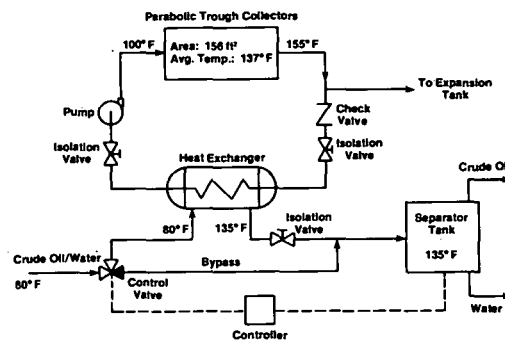 Parabolic Trough Collectors
100° F
Area: 156 ft²
Avg. Temp.: 137° F
155° F
To Expansion
Tank
Pump
Check
Valve
Isolation
Valve
Isolation
Valve
Heat Exchanger
80° F
135° F
Isolation
Valve
Crude Oil
Separator
Tank
135° F
Crude Oil/Water
80° F
Bypass
Control
Valve
Water
Controller